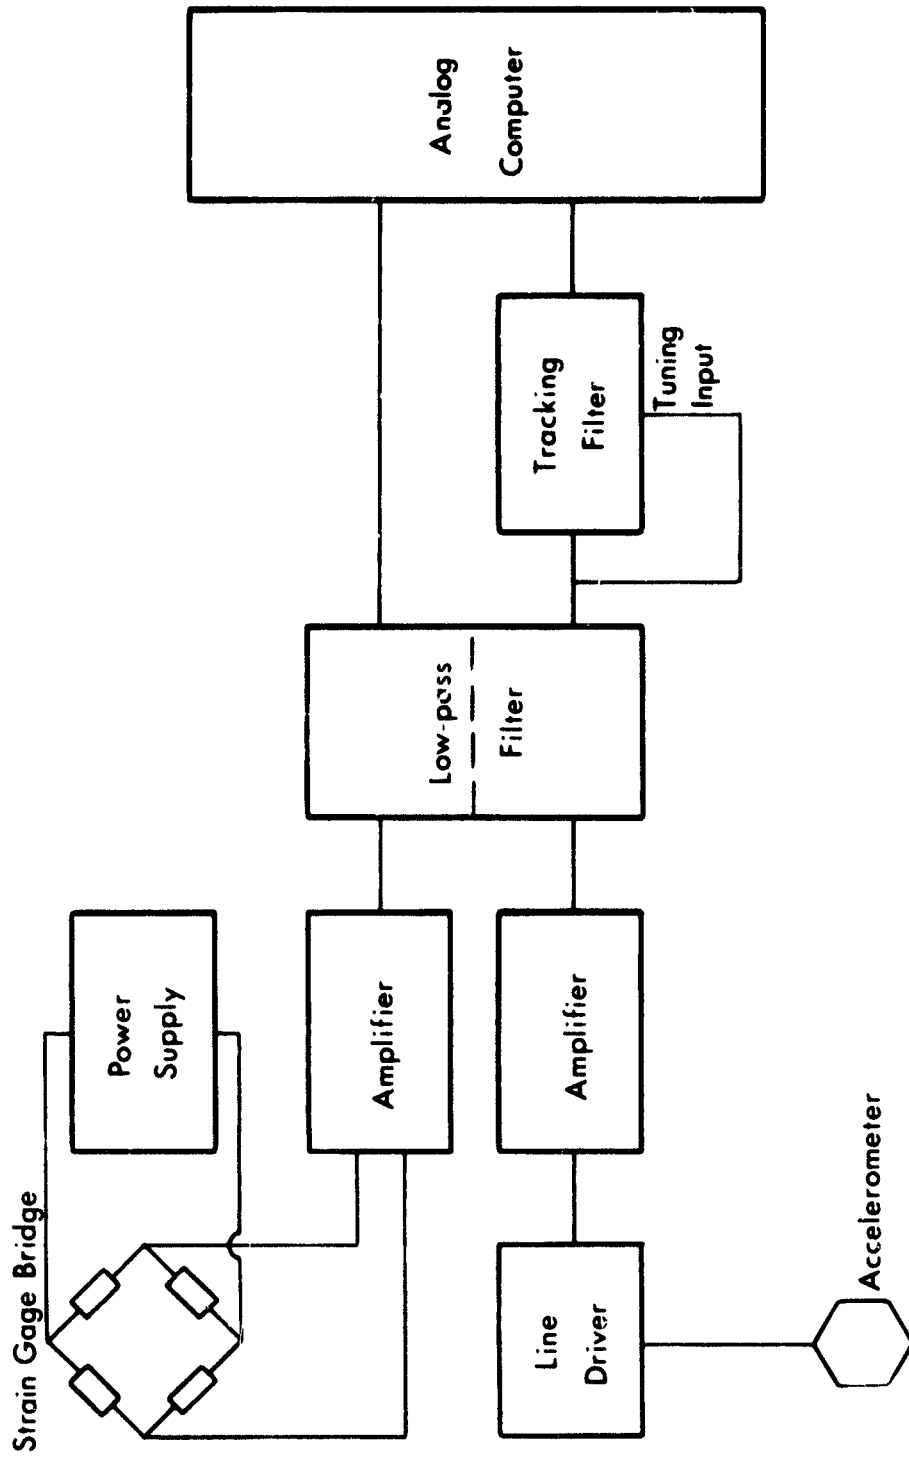 Strain Gage Bridge
Power
Supply
Amplifier
Low-pass
Filter
Analog
Computer
Line
Driver
Amplifier
Tracking
Filter
Tuning
Input
Accelerometer